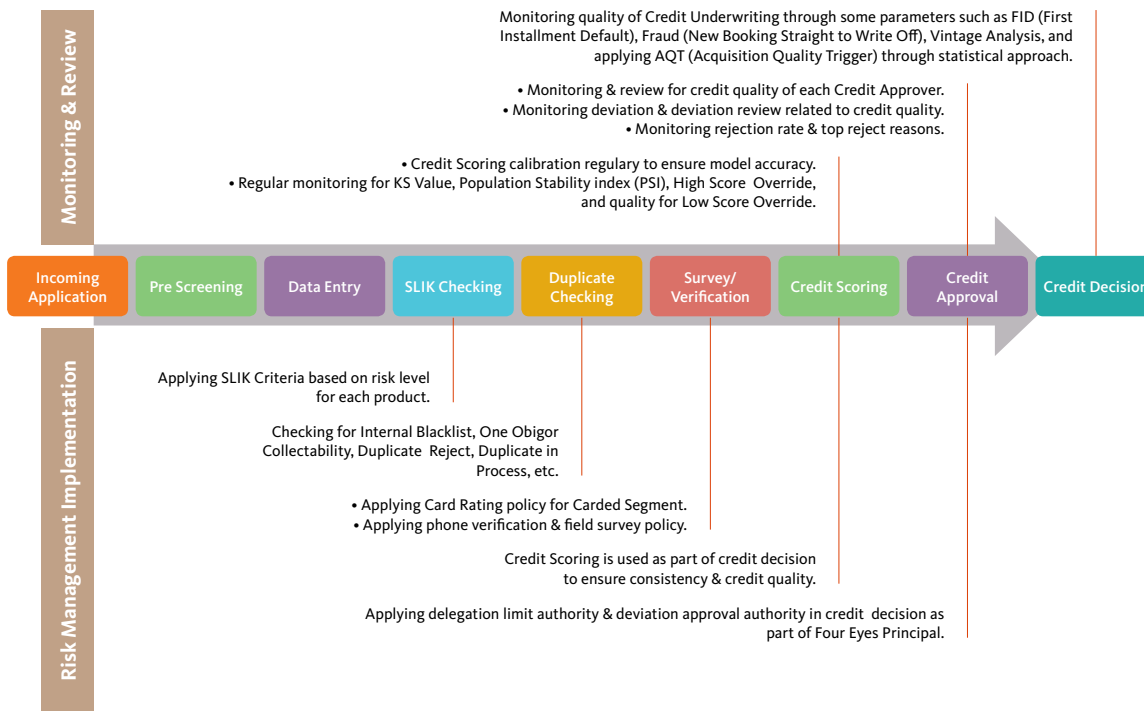 Monitoring & Review
Monitoring quality of Credit Underwriting through some parameters such as FID (First
Installment Default), Fraud (New Booking Straight to Write Off), Vintage Analysis, and
applying AQT (Acquisition Quality Trigger) through statistical approach.
• Monitoring & review for credit quality of each Credit Approver.
• Monitoring deviation & deviation review related to credit quality.
• Monitoring rejection rate & top reject reasons.
• Credit Scoring calibration regulary to ensure model accuracy.
• Regular monitoring for KS Value, Population Stability index (PSI), High Score Override,
and quality for Low Score Override.
Incoming
Application
Pre Screening
Data Entry
SLIK Checking
Duplicate
Checking
Survey/
Verification
Credit Scoring
Credit
Approval
Credit Decision
Risk Management Implementation
Applying SLIK Criteria based on risk level
for each product.
Checking for Internal Blacklist, One Obigor
Collectability, Duplicate Reject, Duplicate in
Process, etc.
• Applying Card Rating policy for Carded Segment.
• Applying phone verification & field survey policy.
Credit Scoring is used as part of credit decision
to ensure consistency & credit quality.
Applying delegation limit authority & deviation approval authority in credit decision as
part of Four Eyes Principal.